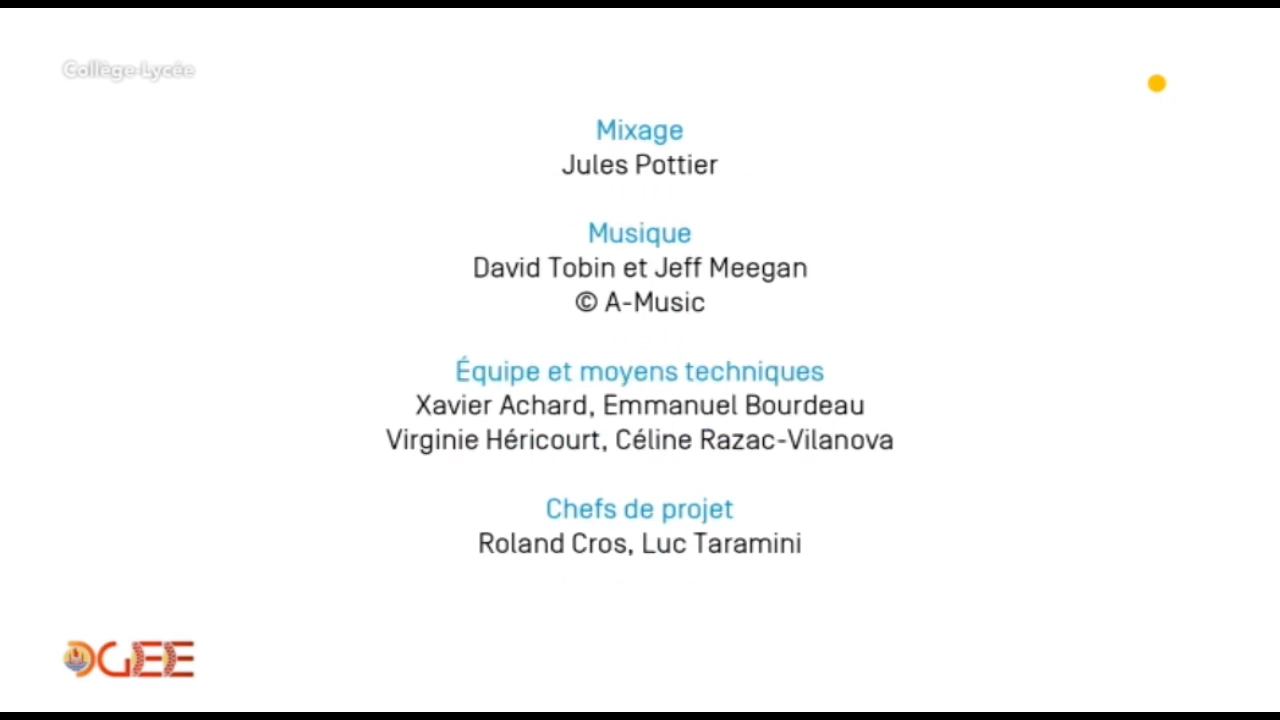 Collège-Lycée
Mixage
Jules Pottier
Musique
David Tobin et Jeff Meegan
© A-Music
Équipe et moyens techniques
Xavier Achard, Emmanuel Bourdeau
Virginie Héricourt, Céline Razac-Vilanova
Chefs de projet
Roland Cros, Luc Taramini
DGEE